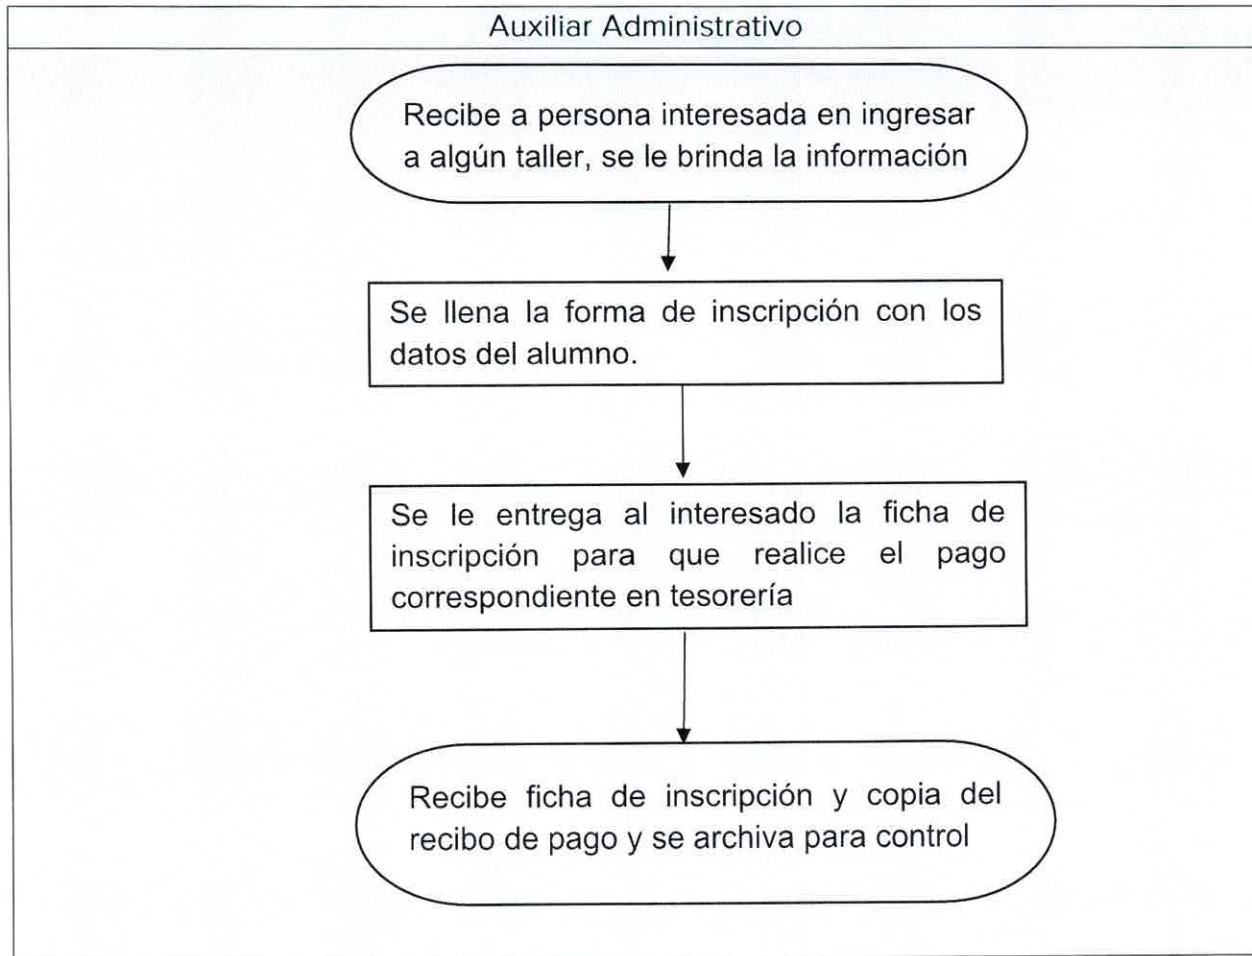 Auxiliar Administrativo
Recibe a persona interesada en ingresar
a algún taller, se le brinda la información
Se llena la forma de inscripción con los
datos del alumno.
Se le entrega al interesado la ficha de
inscripción para que realice el pago
correspondiente en tesorería
Recibe ficha de inscripción y copia del
recibo de pago y se archiva para control